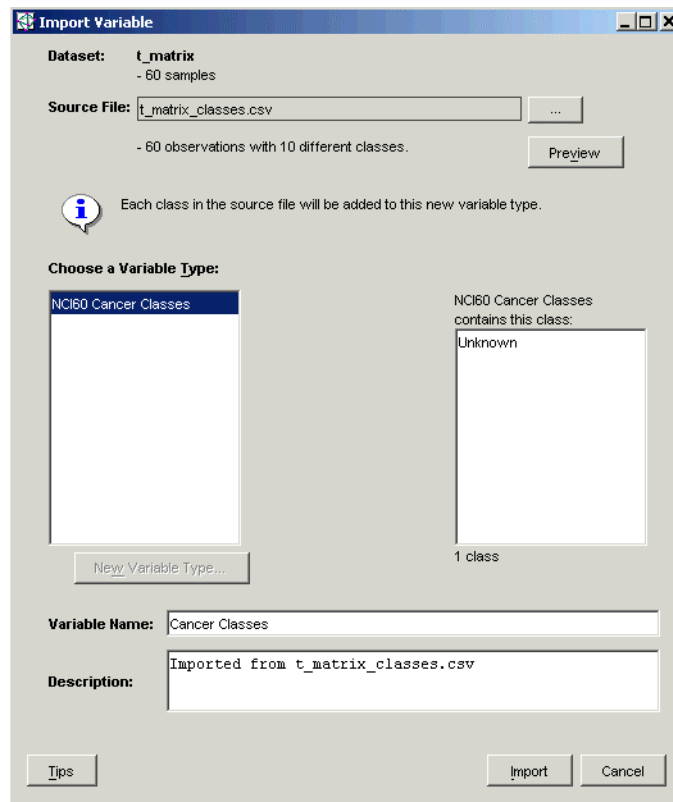 Import Variable
Dataset: t_matrix
- 60 samples
Source File: t_matrix_classes.csv ...
- 60 observations with 10 different classes.
Preview
Each class in the source file will be added to this new variable type.
Choose a Variable Type:
NCI60 Cancer Classes
NCI60 Cancer Classes
contains this class:
Unknown
1 class
New Variable Type...
Variable Name: Cancer Classes
Description: Imported from t_matrix_classes.csv
Tips Import Cancel